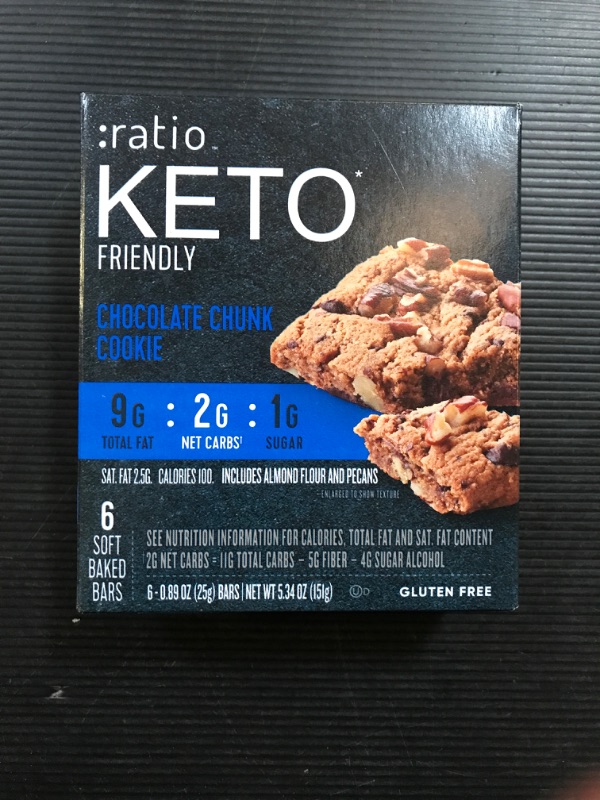 :ratio™
KETO*
FRIENDLY
CHOCOLATE CHUNK
COOKIE
9G : 2G : 1G
TOTAL FAT NET CARBS† SUGAR
SAT. FAT 2.5G. CALORIES 100. INCLUDES ALMOND FLOUR AND PECANS
ENLARGED TO SHOW TEXTURE
6
SOFT
BAKED
BARS
SEE NUTRITION INFORMATION FOR CALORIES, TOTAL FAT AND SAT. FAT CONTENT
2G NET CARBS = 11G TOTAL CARBS – 5G FIBER – 4G SUGAR ALCOHOL
6 - 0.89 OZ (25g) BARS | NET WT 5.34 OZ (151g) Ⓤ D GLUTEN FREE